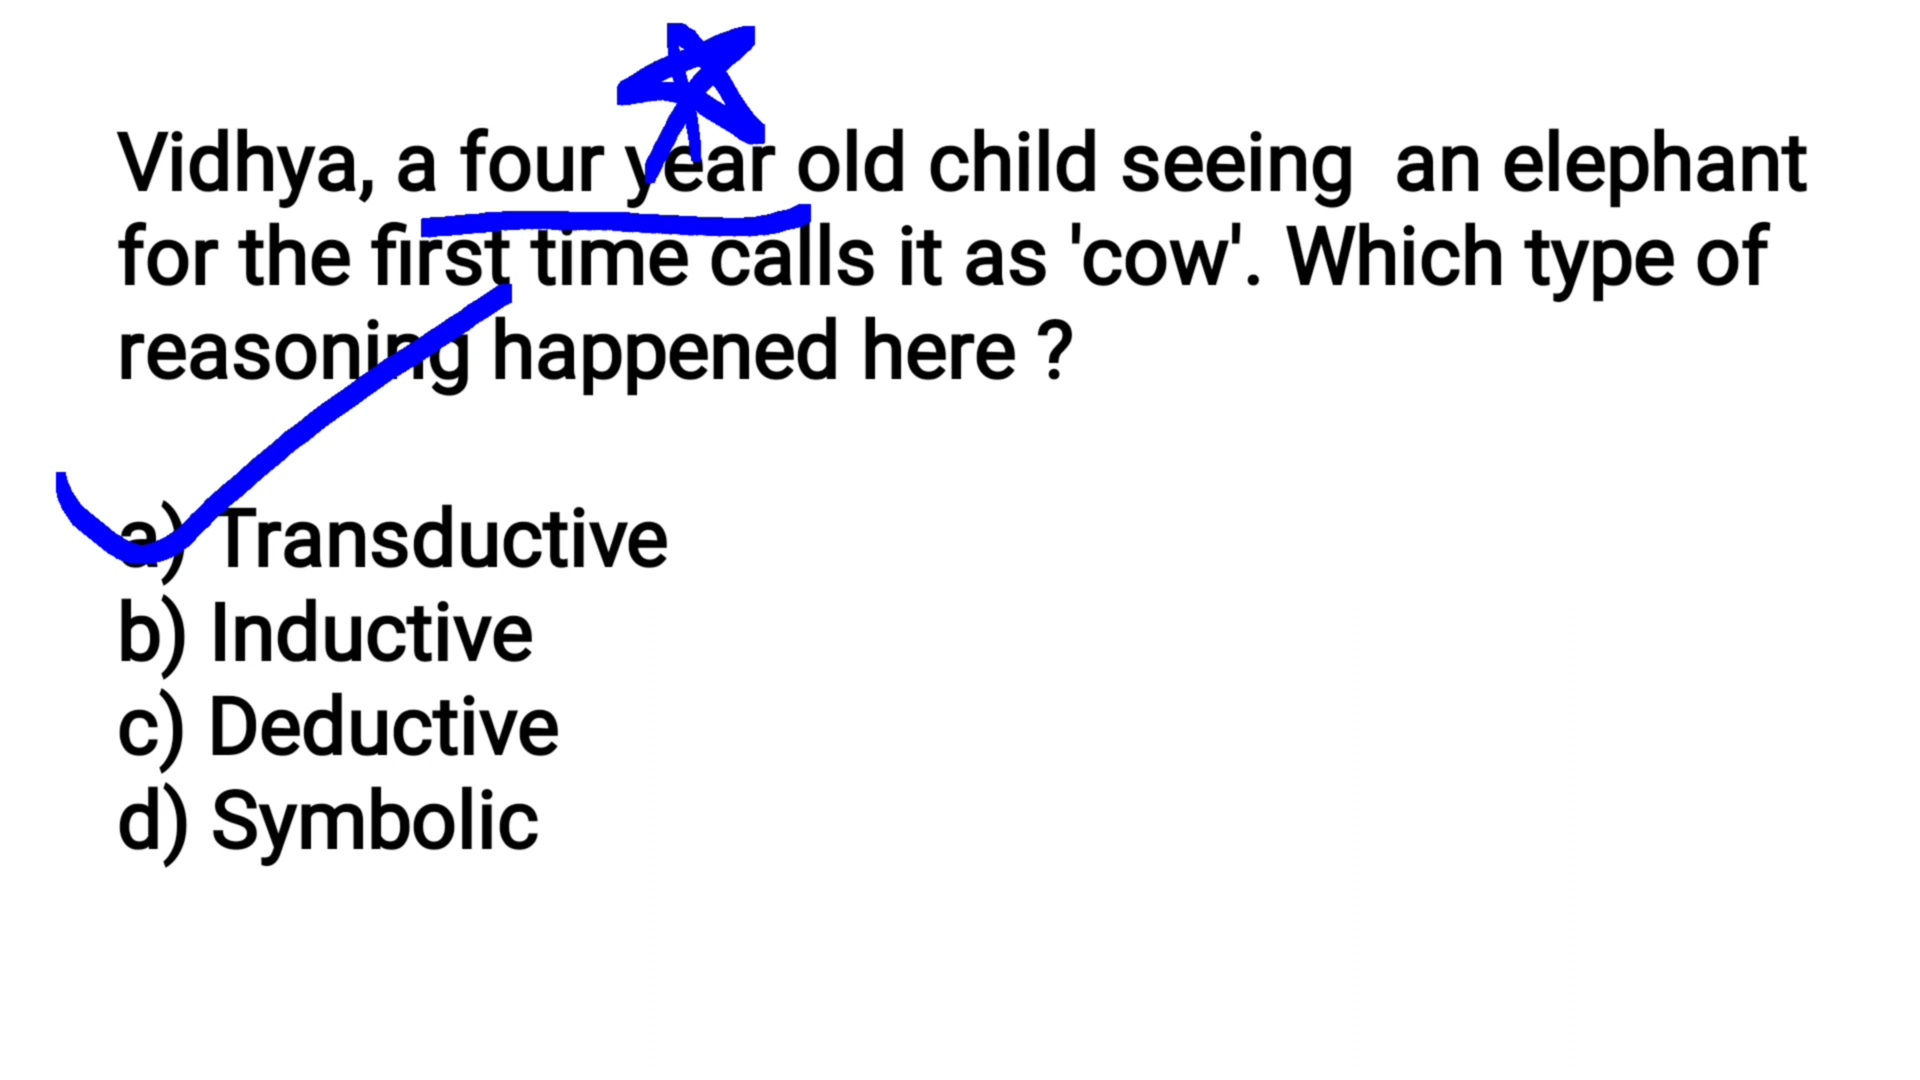 Vidhya, a four year old child seeing an elephant
for the first time calls it as 'cow'. Which type of
reasoning happened here ?
a) Transductive
b) Inductive
c) Deductive
d) Symbolic